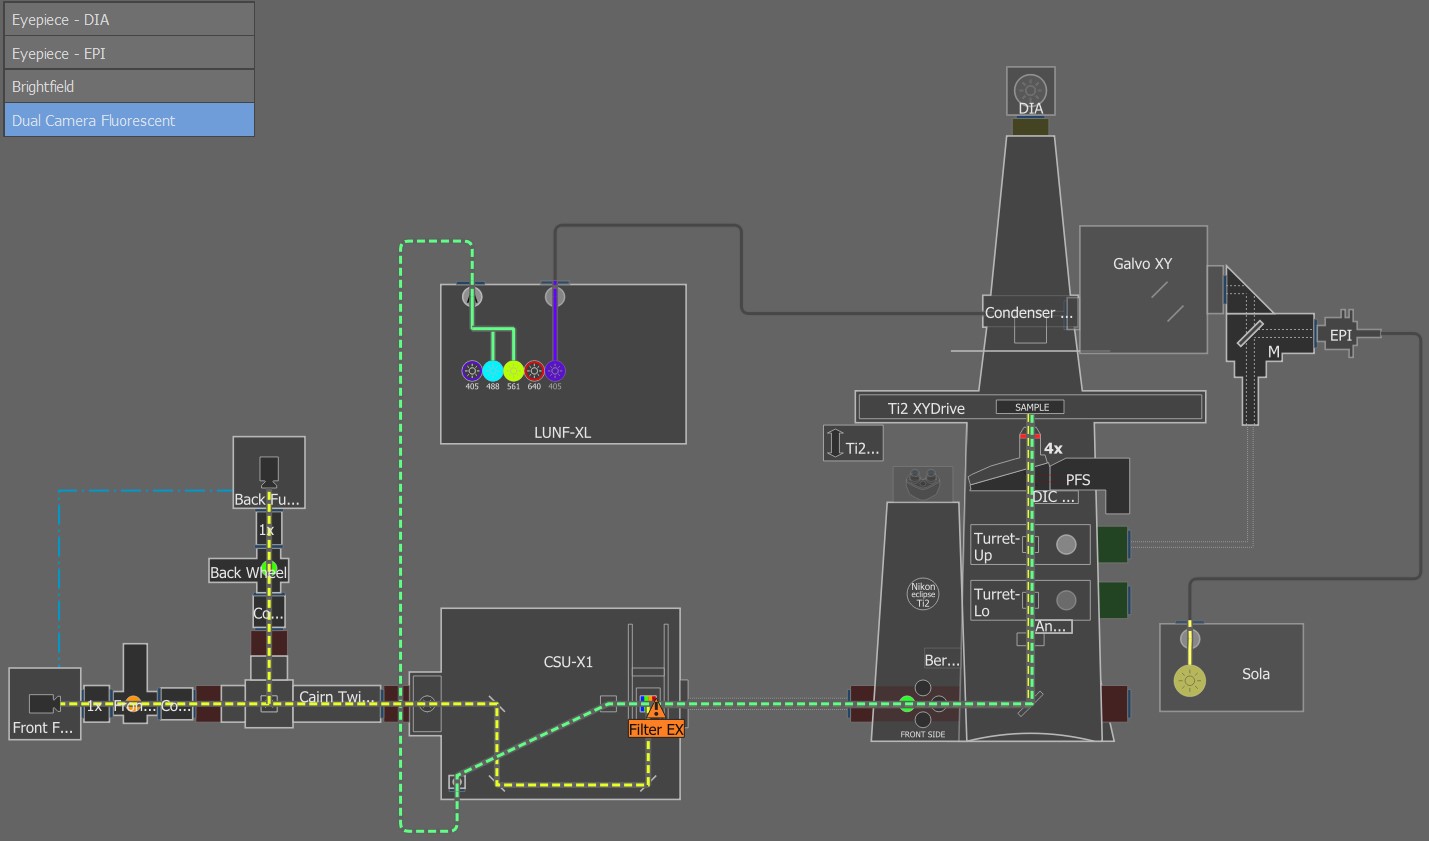 Eyepiece - DIA
Eyepiece - EPI
Brightfield
Dual Camera Fluorescent
DIA
Galvo XY
Condenser ...
EPI
M
405 488 561 640 405
LUNF-XL
Ti2 XYDrive
SAMPLE
Ti2...
4x
PFS
DIC ...
Back Fu...
1x
Back Wheel
Co...
Turret-
Up
Turret-
Lo
Nikon
eclipse
Ti2
An...
Ber...
CSU-X1
Sola
Cairn Twi...
1x
Fron...
Co...
Front F...
Filter EX
FRONT SIDE